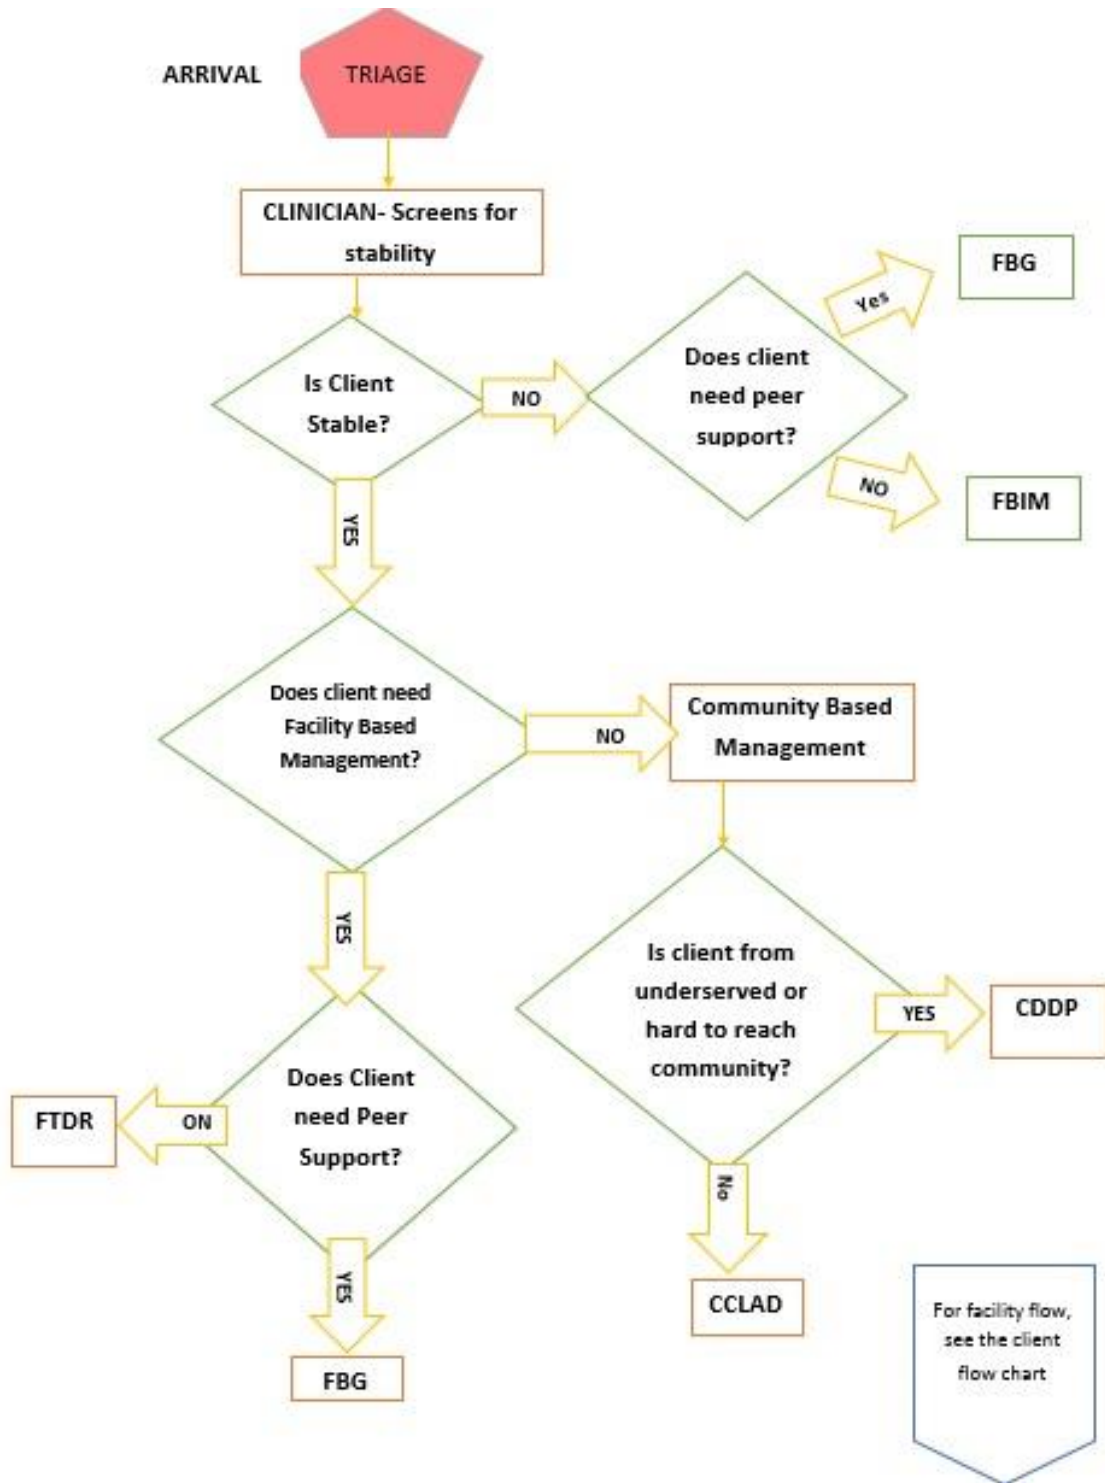 ARRIVAL
TRIAGE
CLINICIAN- Screens for
stability
Is Client
Stable?
NO
Does client
need peer
support?
Yes
FBG
NO
FBIM
YES
Does client need
Facility Based
Management?
NO
Community Based
Management
YES
Is client from
underserved or
hard to reach
community?
YES
CDDP
Does Client
need Peer
Support?
ON
FTDR
No
CCLAD
YES
FBG
For facility flow,
see the client
flow chart